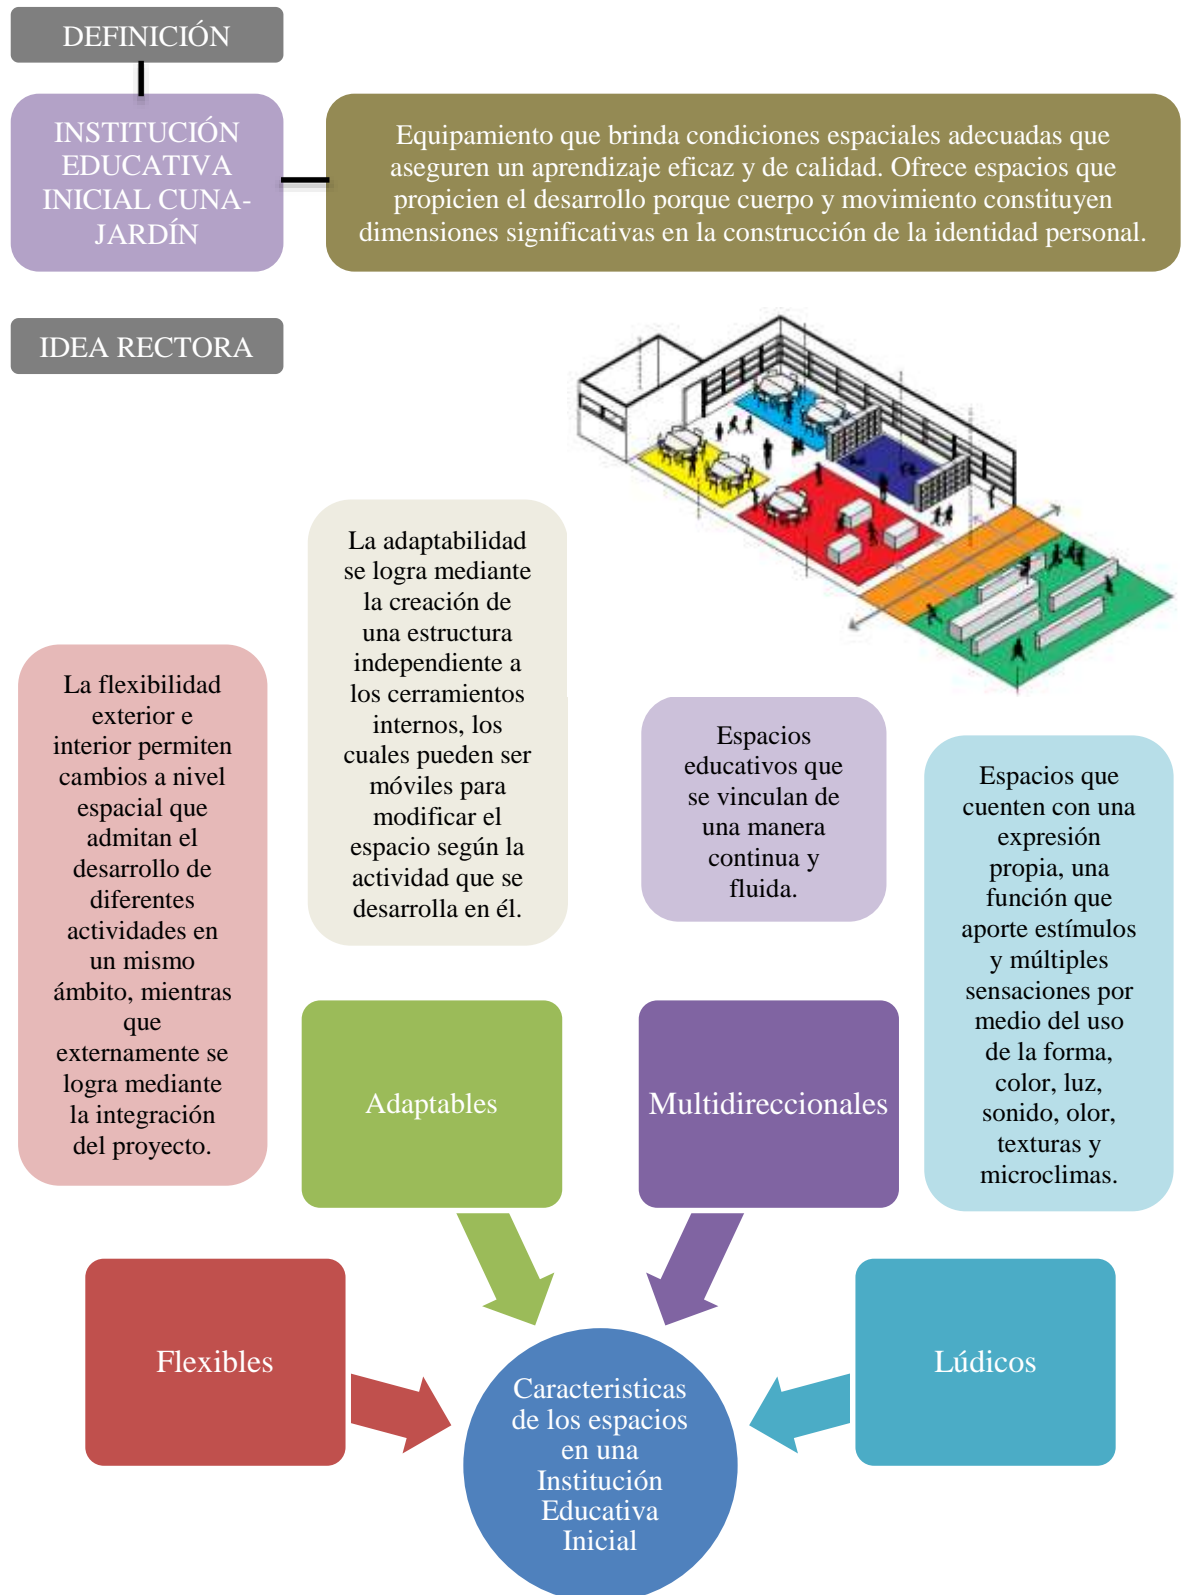 DEFINICIÓN
INSTITUCIÓN
EDUCATIVA
INICIAL CUNA-
JARDÍN
Equipamiento que brinda condiciones espaciales adecuadas que
aseguren un aprendizaje eficaz y de calidad. Ofrece espacios que
propicien el desarrollo porque cuerpo y movimiento constituyen
dimensiones significativas en la construcción de la identidad personal.
IDEA RECTORA
La flexibilidad
exterior e
interior permiten
cambios a nivel
espacial que
admitan el
desarrollo de
diferentes
actividades en
un mismo
ámbito, mientras
que
externamente se
logra mediante
la integración
del proyecto.
La adaptabilidad
se logra mediante
la creación de
una estructura
independiente a
los cerramientos
internos, los
cuales pueden ser
móviles para
modificar el
espacio según la
actividad que se
desarrolla en él.
Espacios
educativos que
se vinculan de
una manera
continua y
fluida.
Espacios que
cuenten con una
expresión
propia, una
función que
aporte estímulos
y múltiples
sensaciones por
medio del uso
de la forma,
color, luz,
sonido, olor,
texturas y
microclimas.
Adaptables
Multidireccionales
Flexibles
Lúdicos
Caracteristicas
de los espacios
en una
Institución
Educativa
Inicial